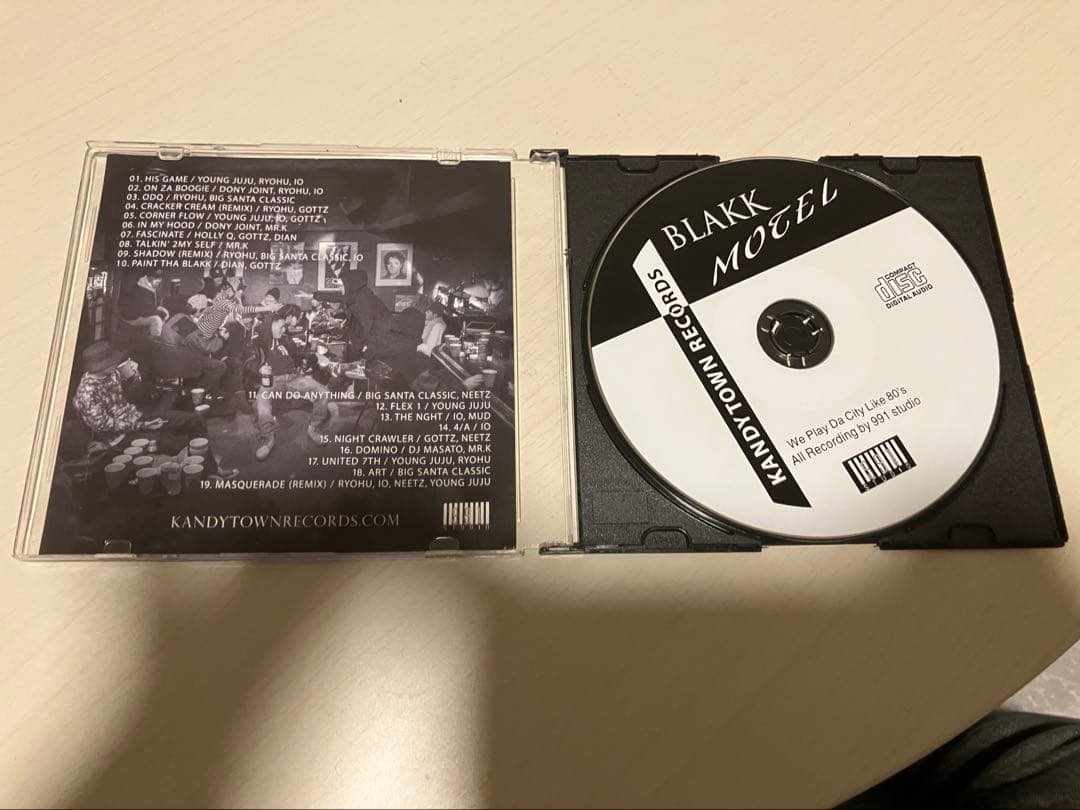 01. HIS GAME / YOUNG JUJU, RYOHU, IO
02. ON ZA BOOGIE / DONY JOINT, RYOHU, IO
03. ODQ / RYOHU, BIG SANTA CLASSIC
04. CRACKER CREAM (REMIX) / RYOHU, GOTTZ
05. CORNER FLOW / YOUNG JUJU, IO, GOTTZ
06. IN MY HOOD / DONY JOINT, MR.K
07. FASCINATE / HOLLY Q, GOTTZ, DIAN
08. TALKIN' 2MY SELF / MR.K
09. SHADOW (REMIX) / RYOHU, BIG SANTA CLASSIC, IO
10. PAINT THA BLAKK / DIAN, GOTTZ
11. CAN DO ANYTHING / BIG SANTA CLASSIC, NEETZ
12. FLEX 1 / YOUNG JUJU
13. THE NGHT / IO, MUD
14. 4/A / IO
15. NIGHT CRAWLER / GOTTZ, NEETZ
16. DOMINO / DJ MASATO, MR.K
17. UNITED 7TH / YOUNG JUJU, RYOHU
18. ART / BIG SANTA CLASSIC
19. MASQUERADE (REMIX) / RYOHU, IO, NEETZ, YOUNG JUJU
KANDYTOWNRECORDS.COM
BLAKK
MOTEL
KANDYTOWN RECORDS
COMPACT
disc
DIGITAL AUDIO
We Play Da City Like 80's
All Recording by 991 studio